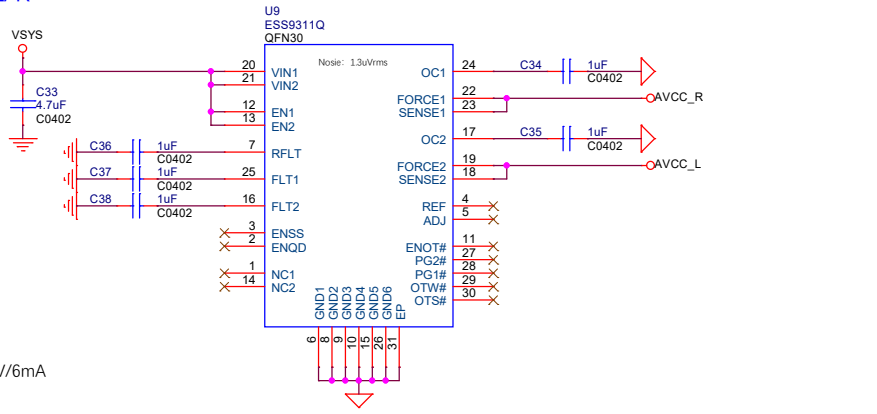 U9
ESS9311Q
QFN30
VSYS
Nosie: 1.3uVrms
C33
4.7uF
C0402
20 VIN1
21 VIN2
12 EN1
13 EN2
C36 1uF C0402 7 RFLT
C37 1uF C0402 25 FLT1
C38 1uF C0402 16 FLT2
3 ENSS
2 ENQD
1 NC1
14 NC2
OC1 24 C34 1uF C0402
FORCE1 22 AVCC_R
SENSE1 23
OC2 17 C35 1uF C0402
FORCE2 19 AVCC_L
SENSE2 18
REF 4
ADJ 5
ENOT# 11
PG2# 27
PG1# 28
OTW# 29
OTS# 30
GND1 GND2 GND3 GND4 GND5 GND6 EP
6 8 9 10 15 26 31
//6mA